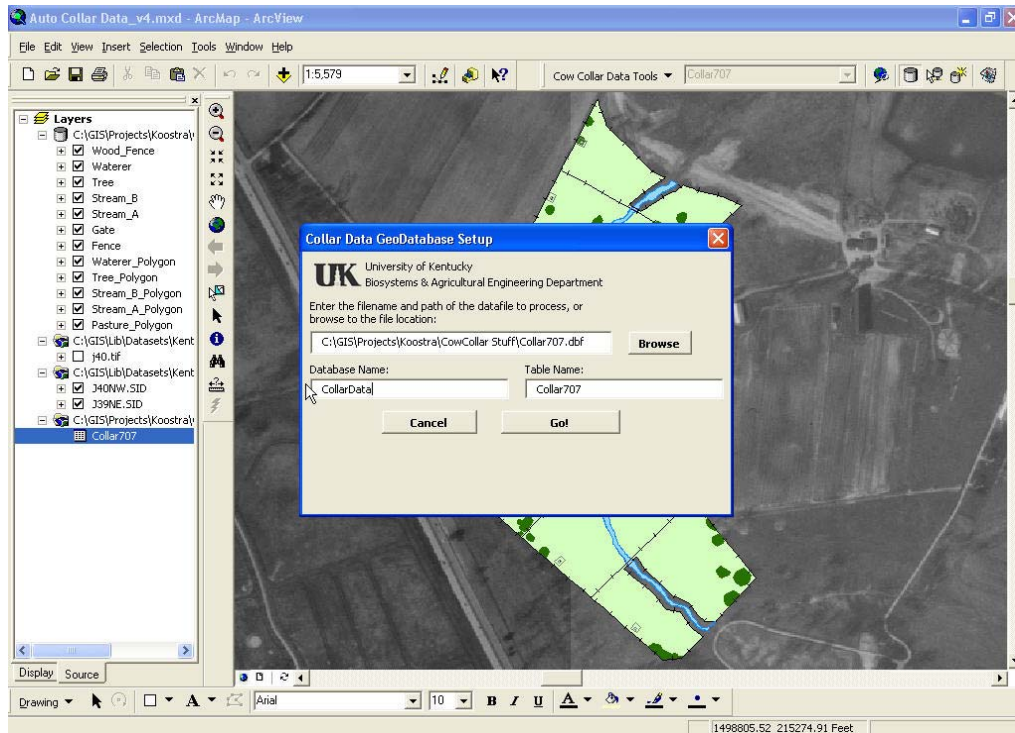 Auto Collar Data_v4.mxd - ArcMap - ArcView
File Edit View Insert Selection Tools Window Help
1:5,579
Cow Collar Data Tools
Collar707
Layers
C:\GIS\Projects\Koostra\
Wood_Fence
Waterer
Tree
Stream_B
Stream_A
Gate
Fence
Waterer_Polygon
Tree_Polygon
Stream_B_Polygon
Stream_A_Polygon
Pasture_Polygon
C:\GIS\Lib\Datasets\Kent
j40.tif
C:\GIS\Lib\Datasets\Kent
J40NW.SID
J39NE.SID
C:\GIS\Projects\Koostra\
Collar707
Collar Data GeoDatabase Setup
UK University of Kentucky
Biosystems & Agricultural Engineering Department
Enter the filename and path of the datafile to process, or
browse to the file location:
C:\GIS\Projects\Koostra\CowCollar Stuff\Collar707.dbf Browse
Database Name: Table Name:
CollarData Collar707
Cancel Go!
Display Source
Drawing A Arial 10 B I U A
1498805.52 215274.91 Feet